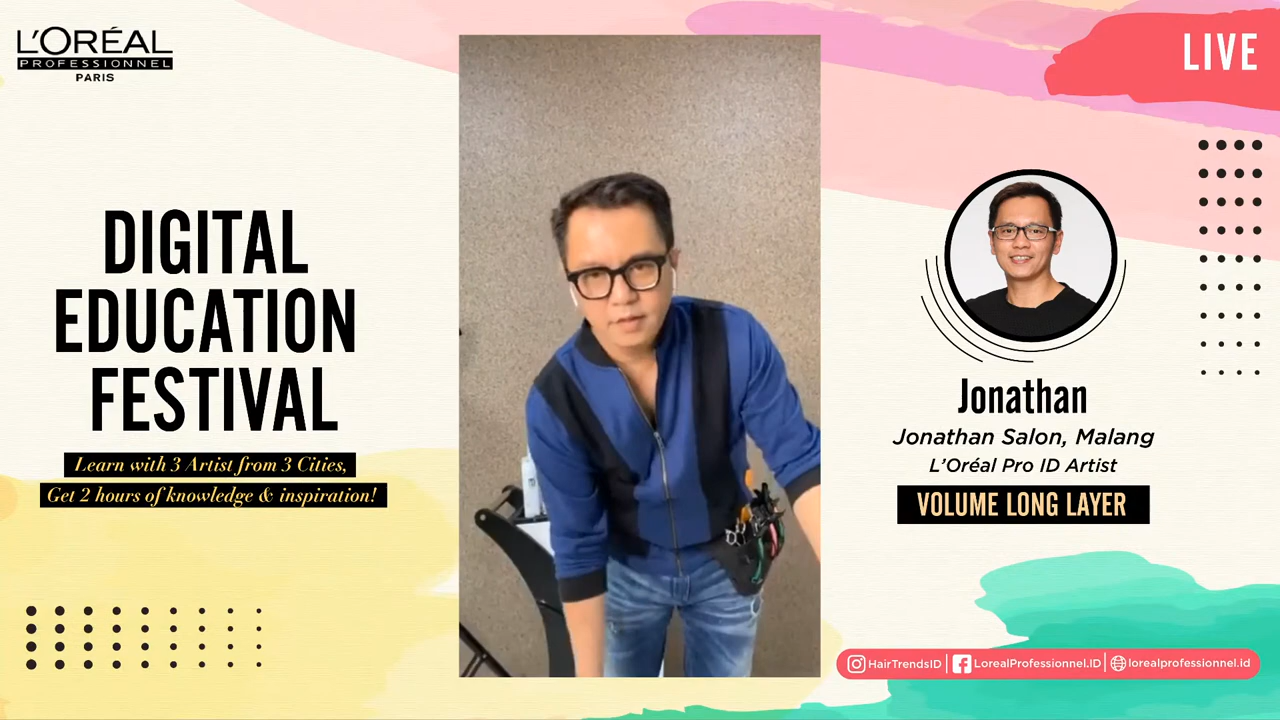 L'ORÉAL
PROFESSIONNEL
PARIS
LIVE
DIGITAL
EDUCATION
FESTIVAL
Learn with 3 Artist from 3 Cities,
Get 2 hours of knowledge & inspiration!
Jonathan
Jonathan Salon, Malang
L'Oréal Pro ID Artist
VOLUME LONG LAYER
HairTrendsID | LorealProfessionnel.ID | lorealprofessionnel.id